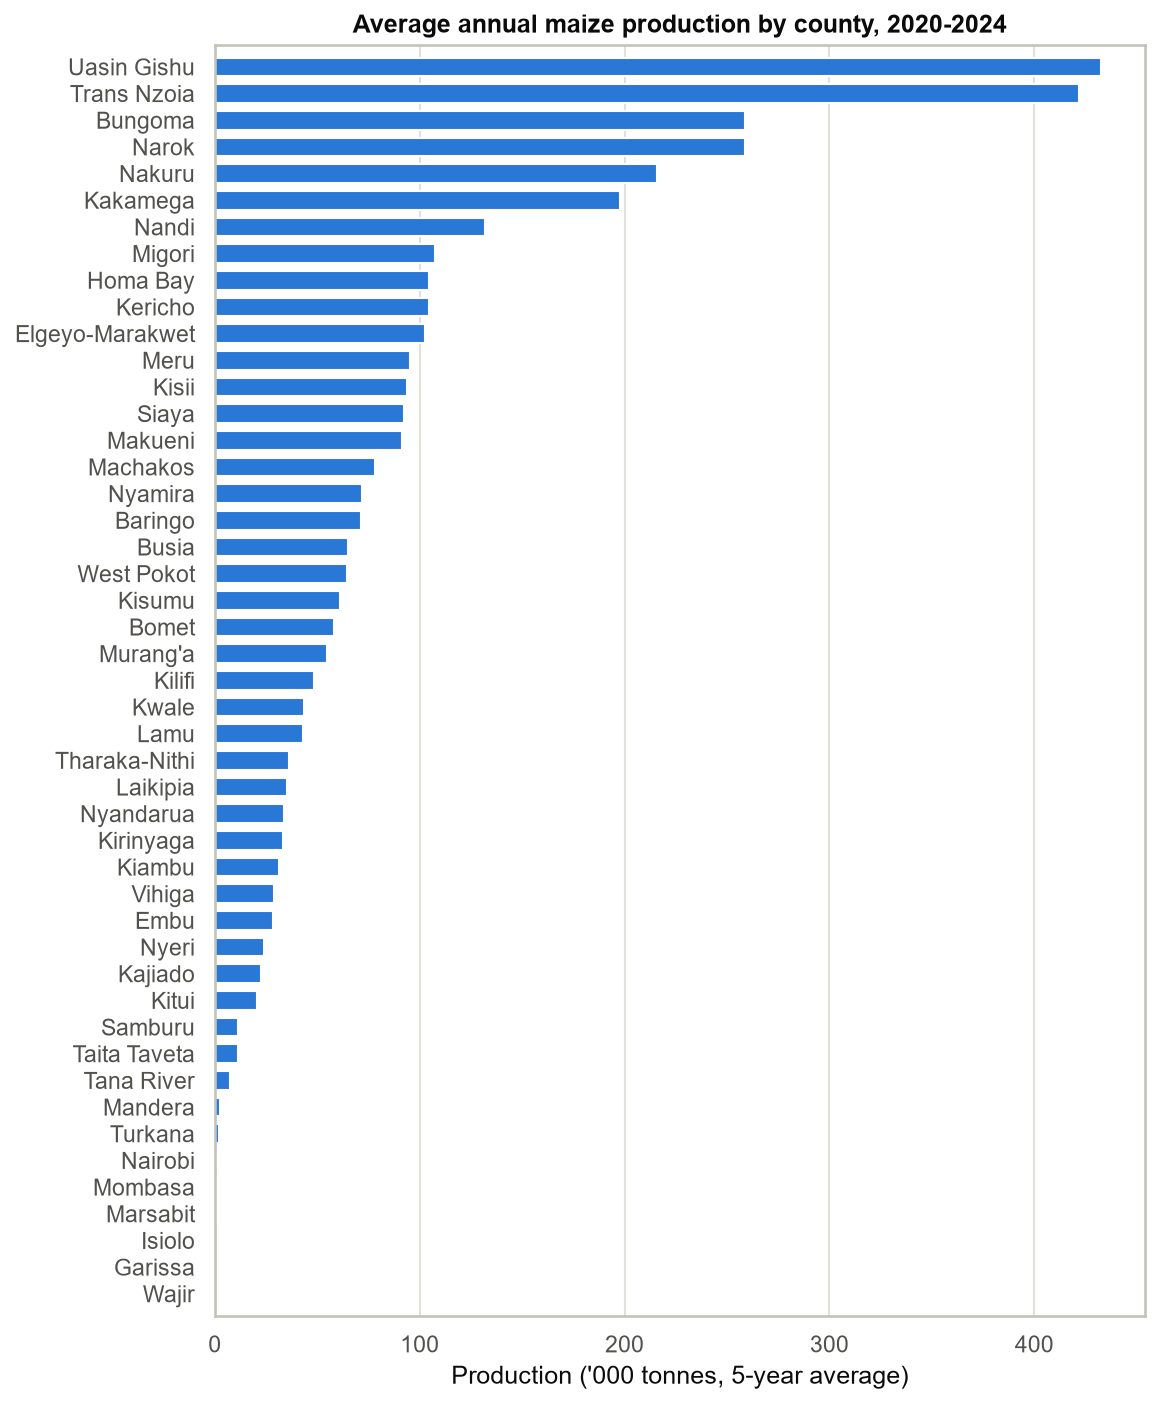 Average annual maize production by county, 2020-2024
Uasin Gishu
Trans Nzoia
Bungoma
Narok
Nakuru
Kakamega
Nandi
Migori
Homa Bay
Kericho
Elgeyo-Marakwet
Meru
Kisii
Siaya
Makueni
Machakos
Nyamira
Baringo
Busia
West Pokot
Kisumu
Bomet
Murang'a
Kilifi
Kwale
Lamu
Tharaka-Nithi
Laikipia
Nyandarua
Kirinyaga
Kiambu
Vihiga
Embu
Nyeri
Kajiado
Kitui
Samburu
Taita Taveta
Tana River
Mandera
Turkana
Nairobi
Mombasa
Marsabit
Isiolo
Garissa
Wajir
0 100 200 300 400
Production ('000 tonnes, 5-year average)